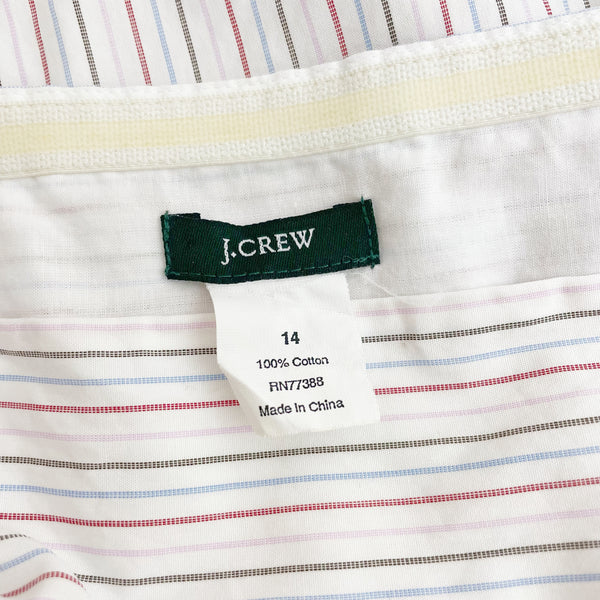 J.CREW
14
100% Cotton
RN77388
Made In China